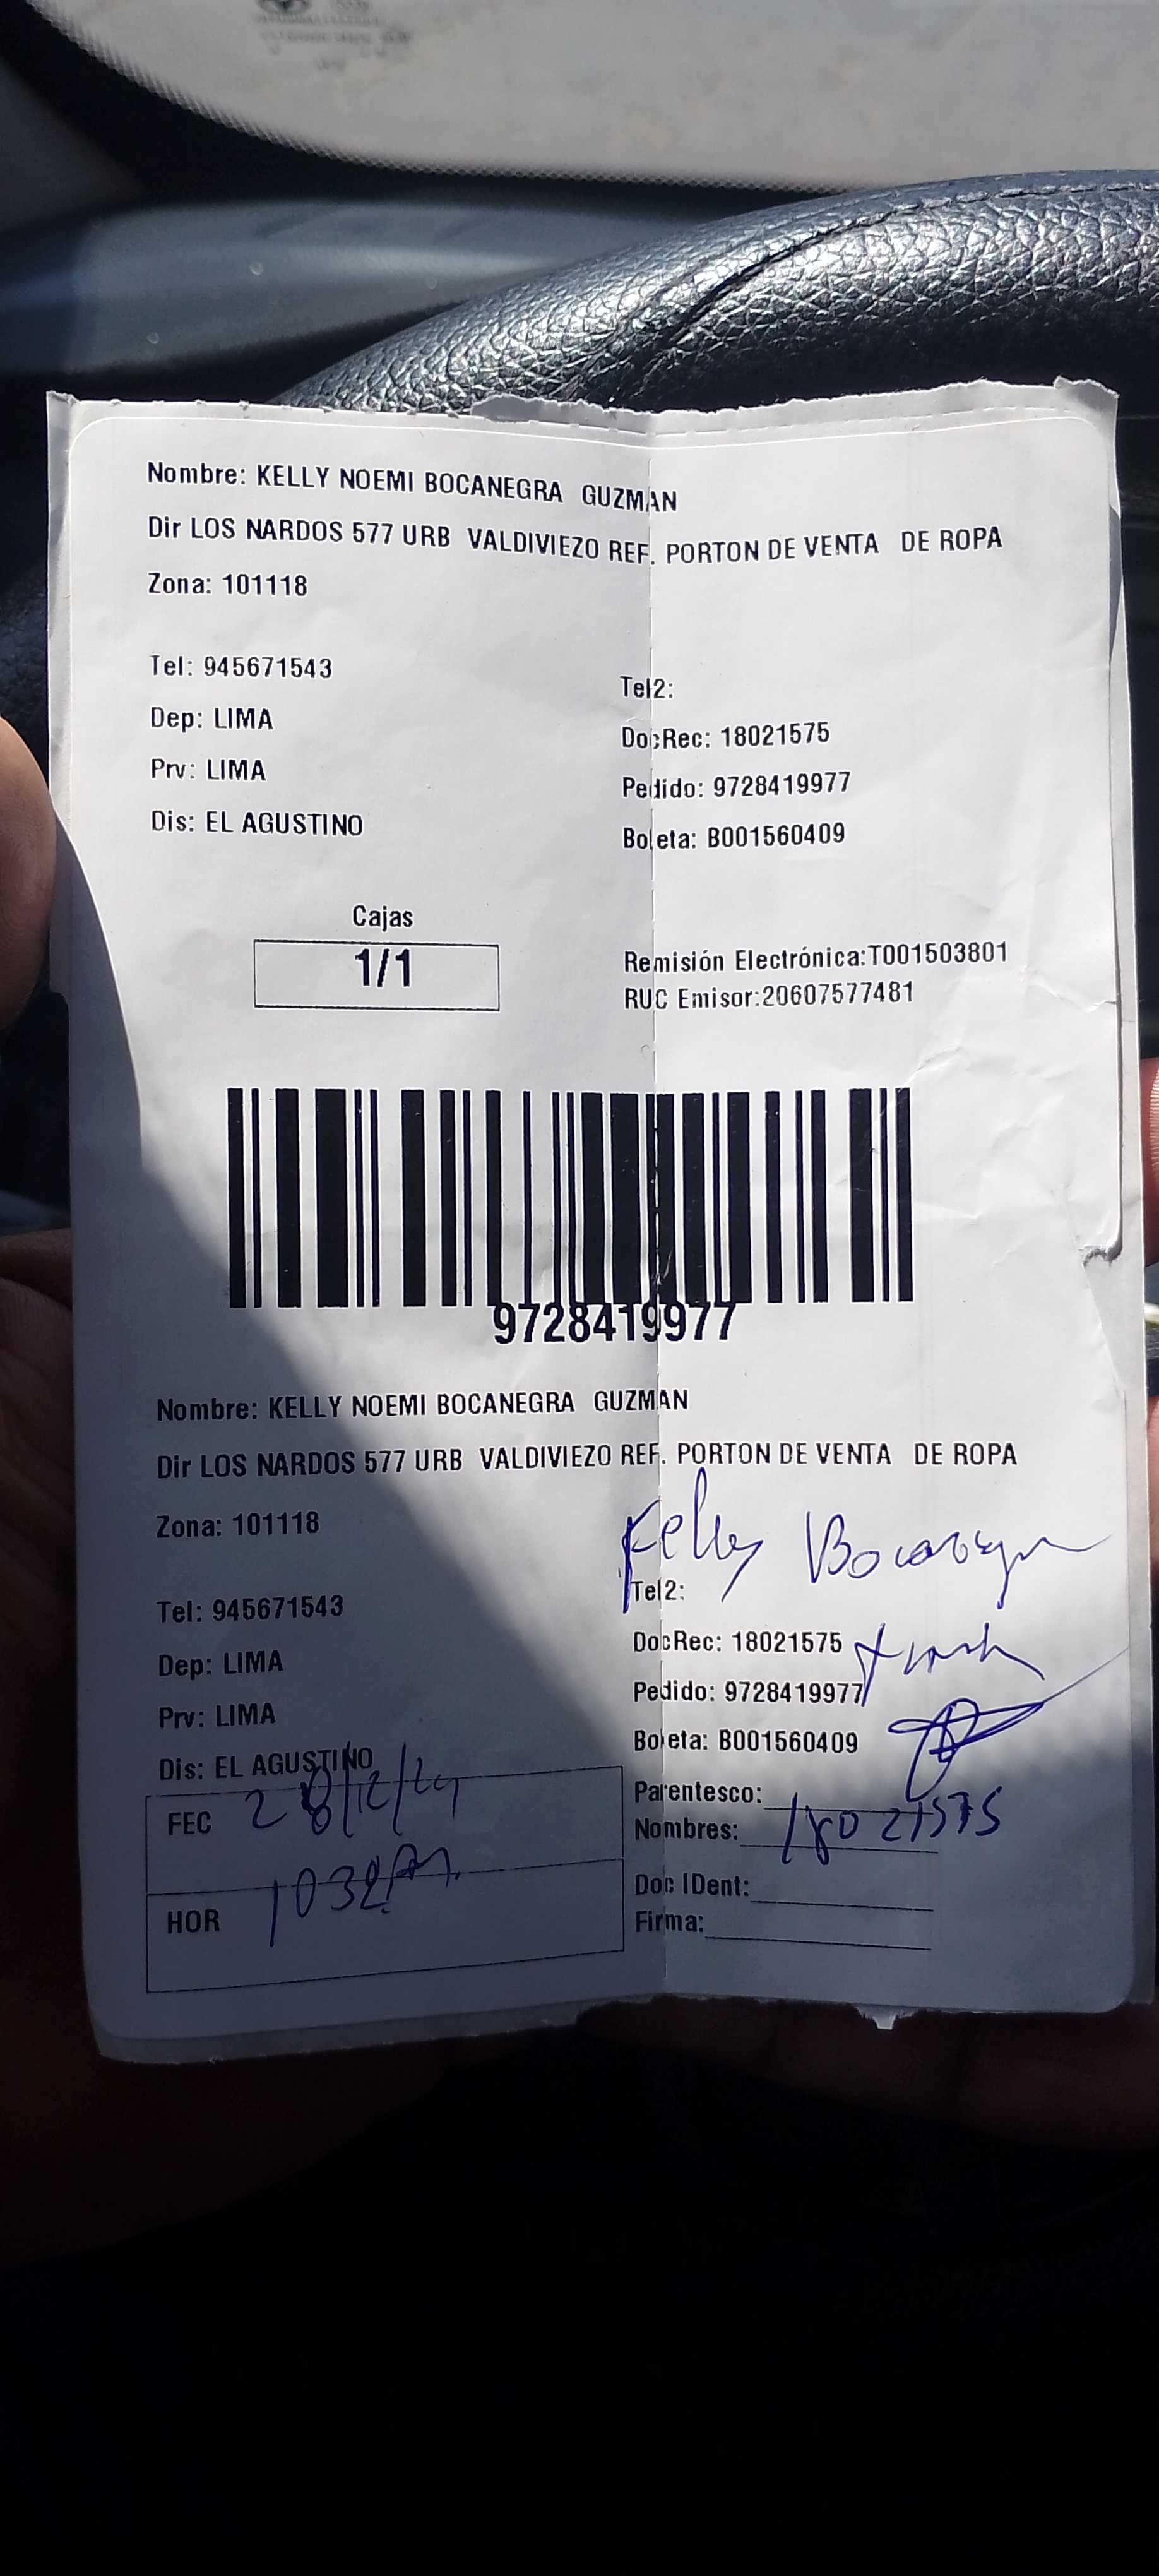 Nombre: KELLY NOEMI BOCANEGRA GUZMAN
Dir LOS NARDOS 577 URB VALDIVIEZO REF. PORTON DE VENTA DE ROPA
Zona: 101118
Tel: 945671543
Tel2:
Dep: LIMA
DocRec: 18021575
Prv: LIMA
Pedido: 9728419977
Dis: EL AGUSTINO
Boleta: B001560409
Cajas
1/1
Remisión Electrónica:T001503801
RUC Emisor:20607577481
9728419977
Nombre: KELLY NOEMI BOCANEGRA GUZMAN
Dir LOS NARDOS 577 URB VALDIVIEZO REF. PORTON DE VENTA DE ROPA
Zona: 101118
Kelly Bocanegra
Tel: 945671543
Tel2:
Dep: LIMA
DocRec: 18021575
Prv: LIMA
Pedido: 9728419977
Dis: EL AGUSTINO
Boleta: B001560409
FEC 28/12/24
Parentesco:
Nombres: 18021575
HOR
Doc IDent:
Firma: